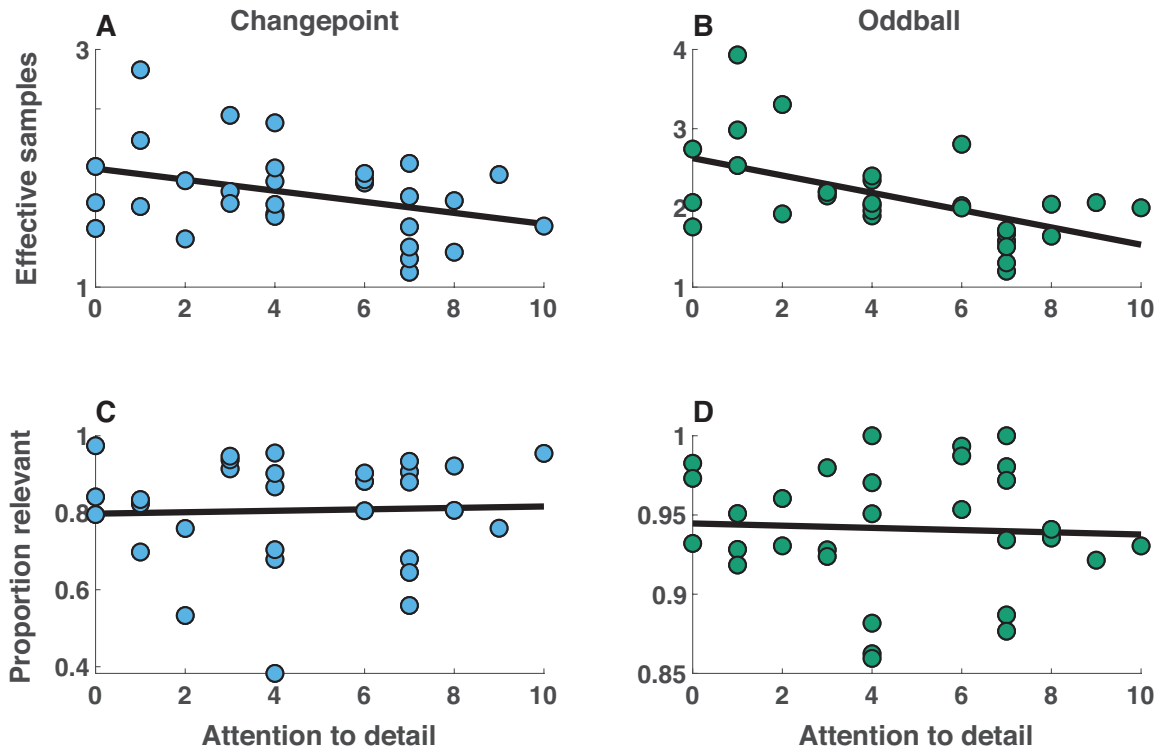 A Changepoint
B Oddball
Effective samples
3
1
0 2 4 6 8 10
4
3
2
1
0 2 4 6 8 10
C
D
Proportion relevant
1
0.8
0.6
0.4
0 2 4 6 8 10
Attention to detail
1
0.95
0.9
0.85
0 2 4 6 8 10
Attention to detail